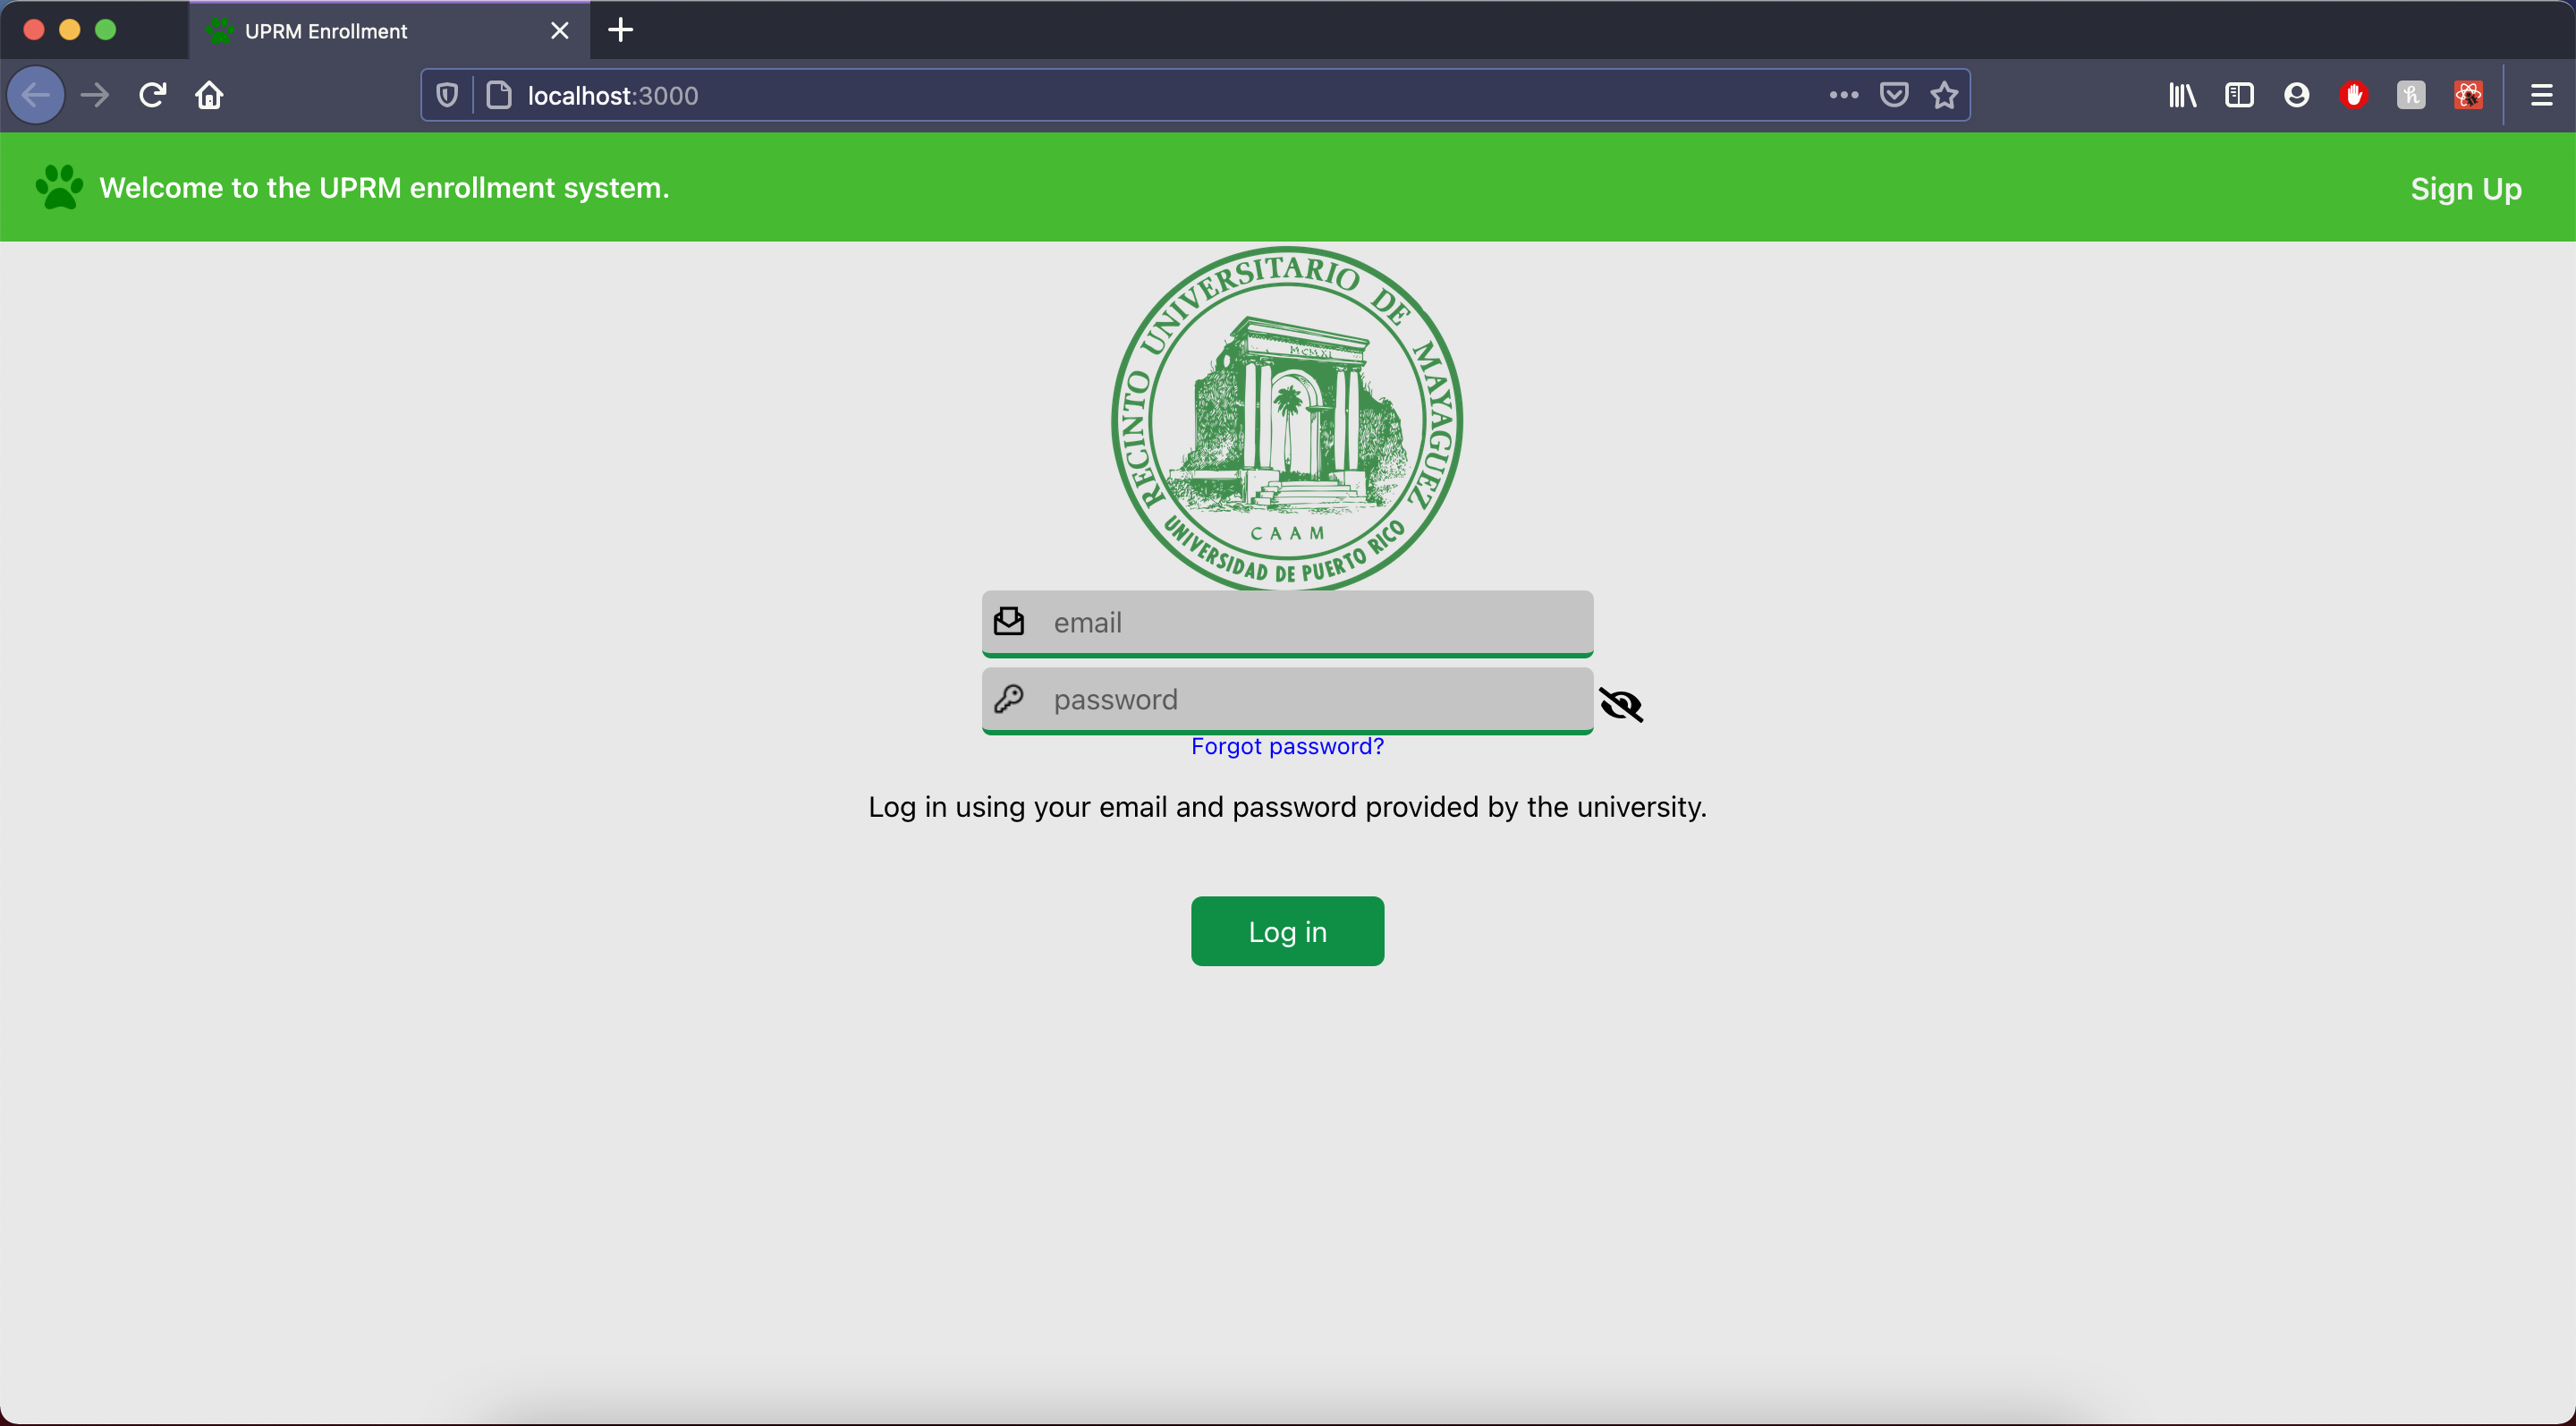 UPRM Enrollment
localhost:3000
Welcome to the UPRM enrollment system.
Sign Up
RECINTO UNIVERSITARIO DE MAYAGUEZ
MCMXI
CAAM
UNIVERSIDAD DE PUERTO RICO
email
password
Forgot password?
Log in using your email and password provided by the university.
Log in